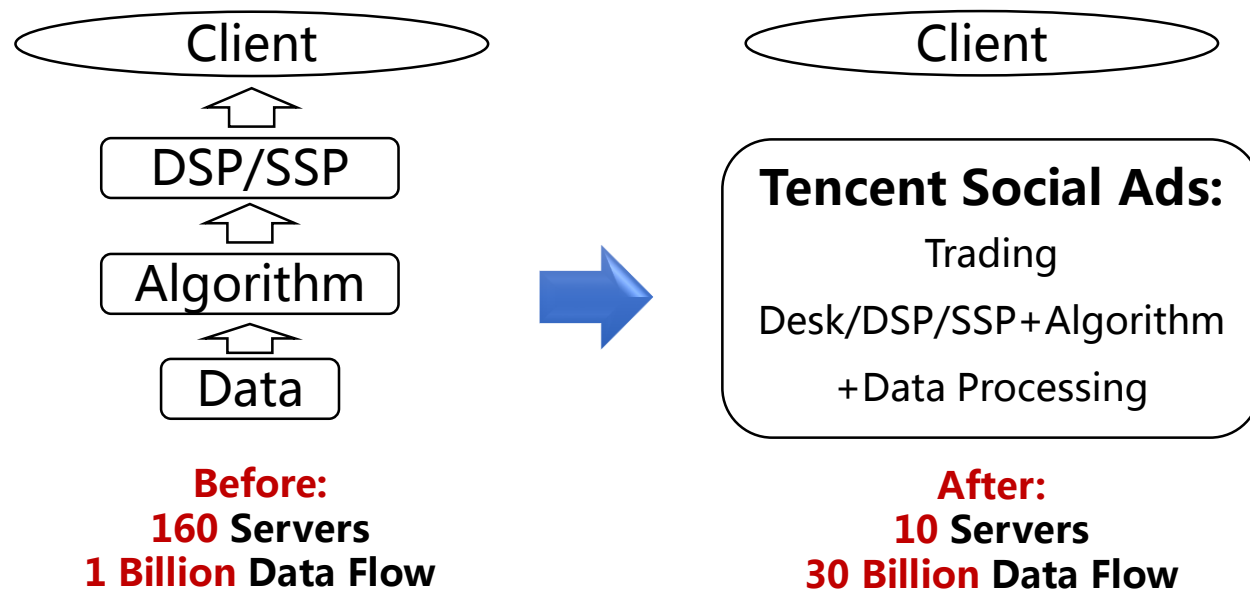 Client
DSP/SSP
Algorithm
Data
Before:
160 Servers
1 Billion Data Flow
Client
Tencent Social Ads:
Trading
Desk/DSP/SSP+Algorithm
+Data Processing
After:
10 Servers
30 Billion Data Flow